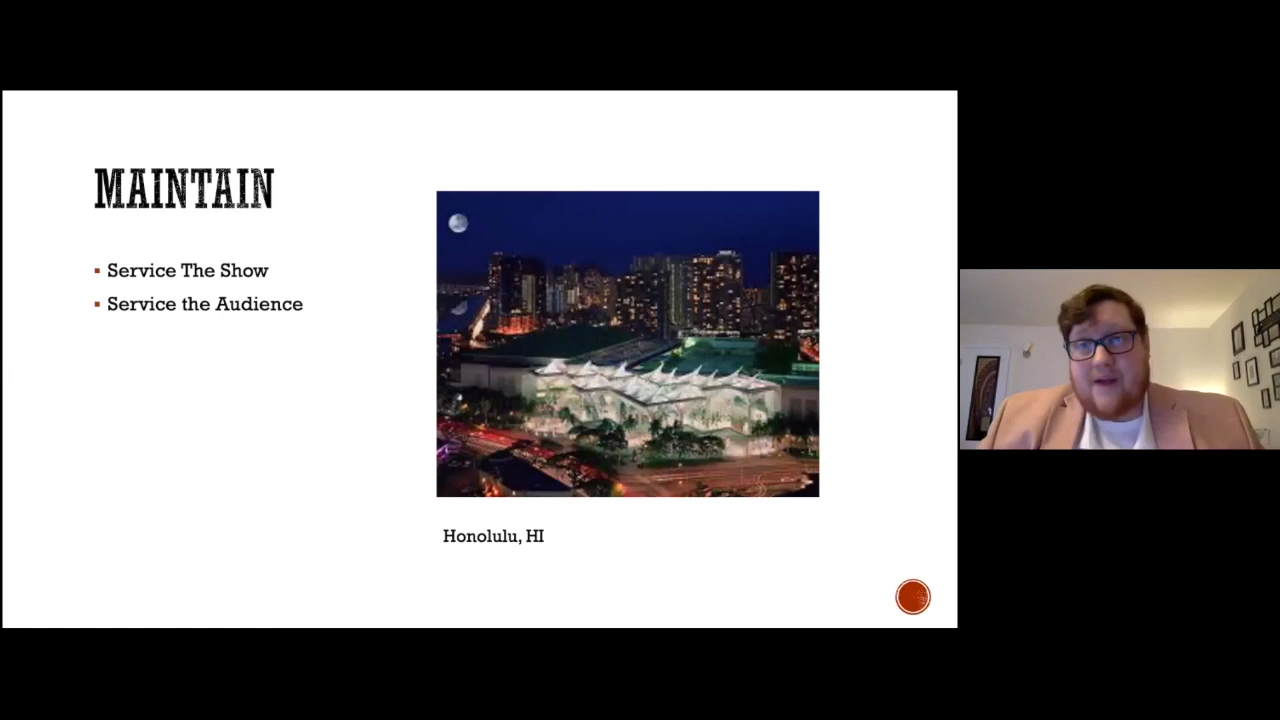 MAINTAIN
Service The Show
Service the Audience
Honolulu, HI